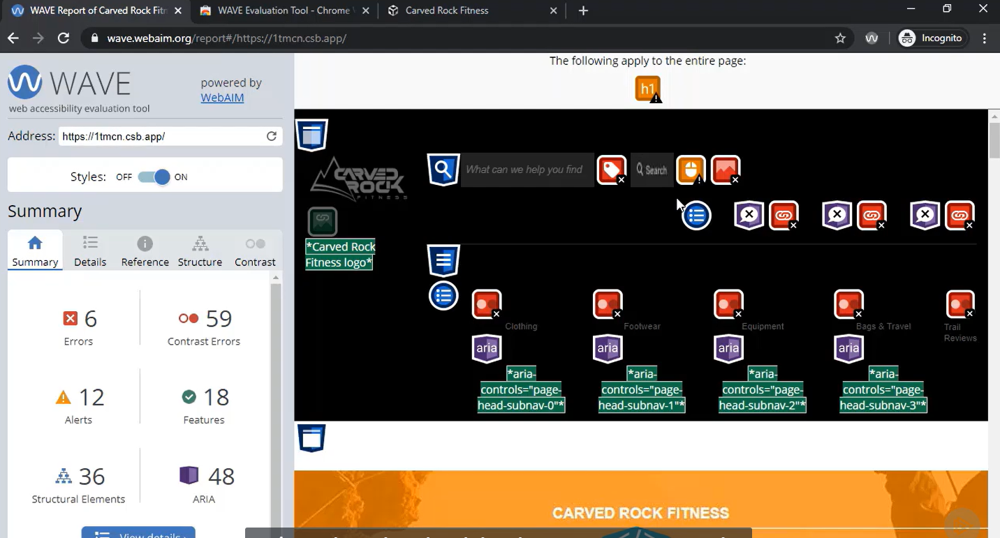 WAVE Report of Carved Rock Fitn
WAVE Evaluation Tool - Chrome
Carved Rock Fitness
wave.webaim.org/report#/https://1tmcn.csb.app/
Incognito
WAVE
powered by
WebAIM
web accessibility evaluation tool
Address: https://1tmcn.csb.app/
Styles: OFF ON
Summary
Summary Details Reference Structure Contrast
6 59
Errors Contrast Errors
12 18
Alerts Features
36 48
Structural Elements ARIA
View details ›
The following apply to the entire page:
h1
CARVED
ROCK
FITNESS
What can we help you find
Search
*Carved Rock
Fitness logo*
Clothing Footwear Equipment Bags & Travel Trail
Reviews
aria aria aria aria
*aria- *aria- *aria- *aria-
controls="page- controls="page- controls="page- controls="page-
head-subnav-0"* head-subnav-1"* head-subnav-2"* head-subnav-3"*
CARVED ROCK FITNESS